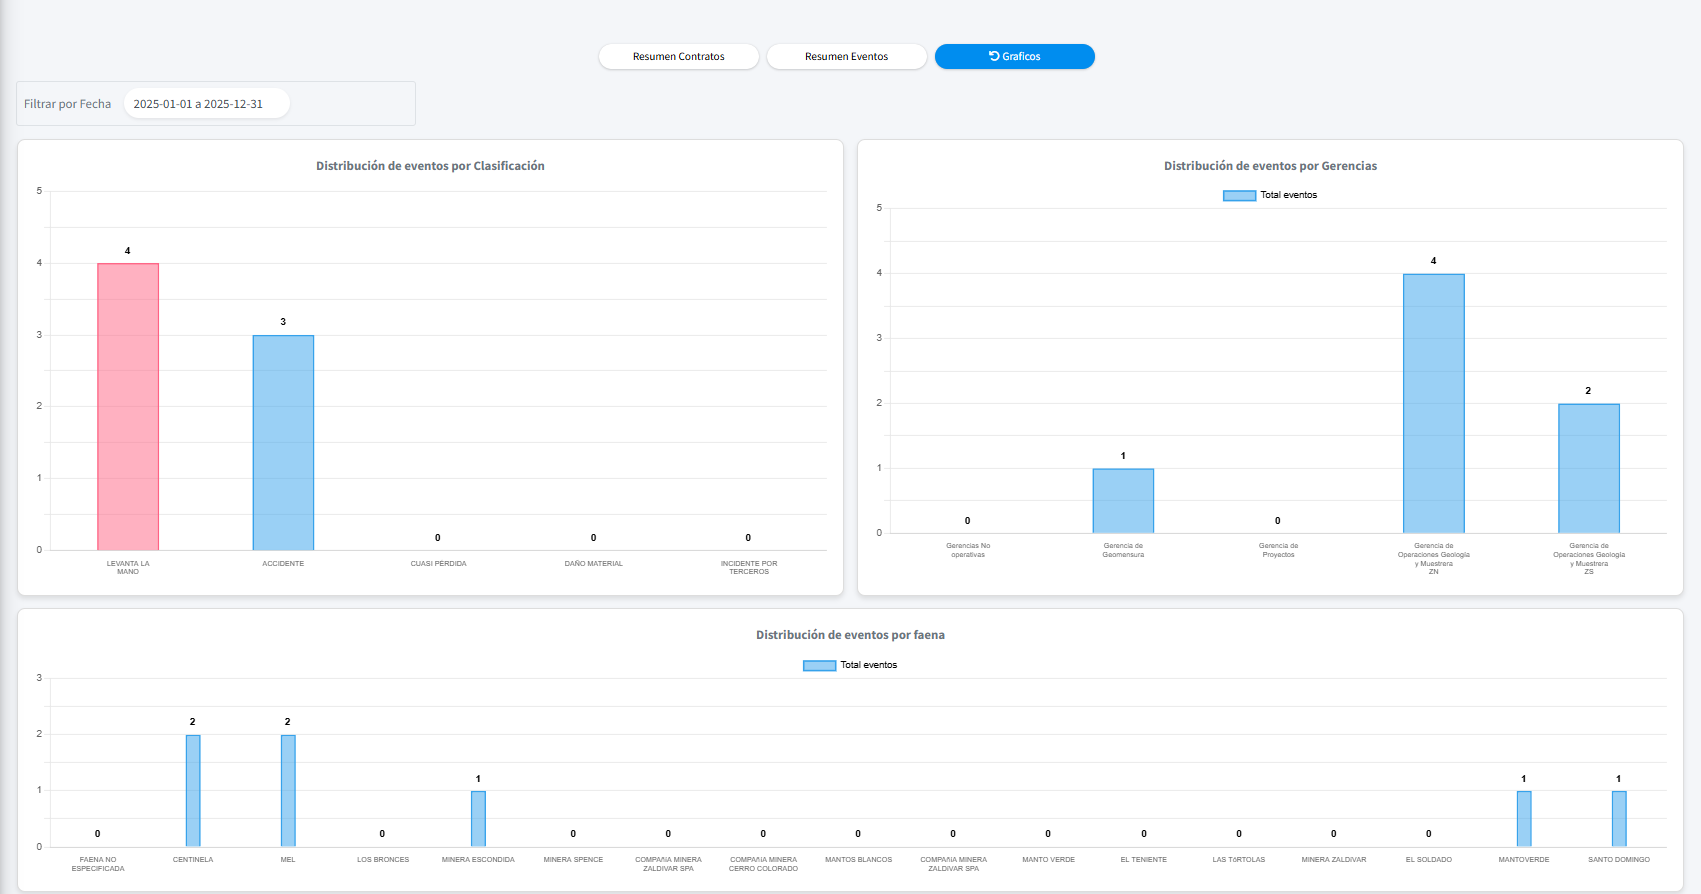 Resumen Contratos
Resumen Eventos
Graficos
Filtrar por Fecha
2025-01-01 a 2025-12-31
Distribución de eventos por Clasificación
5
4
3
2
1
0
4
3
0
0
0
LEVANTA LA
MANO
ACCIDENTE
CUASI PÉRDIDA
DAÑO MATERIAL
INCIDENTE POR
TERCEROS
Distribución de eventos por Gerencias
Total eventos
5
4
3
2
1
0
0
1
0
4
2
Gerencias No
operativas
Gerencia de
Geomensura
Gerencia de
Proyectos
Gerencia de
Operaciones Geología
y Muestrera
ZN
Gerencia de
Operaciones Geología
y Muestrera
ZS
Distribución de eventos por faena
Total eventos
3
2
1
0
0
2
2
0
1
0
0
0
0
0
0
0
0
0
0
1
1
FAENA NO
ESPECIFICADA
CENTINELA
MEL
LOS BRONCES
MINERA ESCONDIDA
MINERA SPENCE
COMPAñIA MINERA
ZALDIVAR SPA
COMPAñIA MINERA
CERRO COLORADO
MANTOS BLANCOS
COMPAñIA MINERA
ZALDIVAR SPA
MANTO VERDE
EL TENIENTE
LAS TóRTOLAS
MINERA ZALDIVAR
EL SOLDADO
MANTOVERDE
SANTO DOMINGO